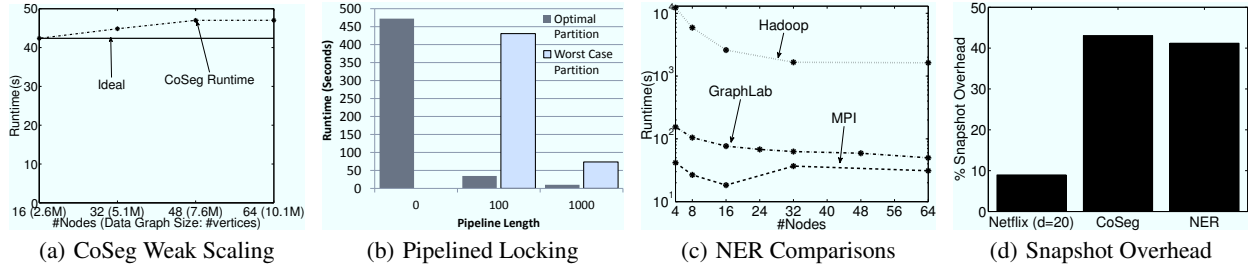 50
40
30
20
10
0
Runtime(s)
Ideal
CoSeg Runtime
16 (2.6M) 32 (5.1M) 48 (7.6M) 64 (10.1M)
#Nodes (Data Graph Size: #vertices)
(a) CoSeg Weak Scaling
500
450
400
350
300
250
200
150
100
50
0
Runtime (Seconds)
Optimal
Partition
Worst Case
Partition
0 100 1000
Pipeline Length
(b) Pipelined Locking
10^4
10^3
10^2
10^1
Runtime(s)
Hadoop
GraphLab
MPI
4 8 16 24 32 40 48 56 64
#Nodes
(c) NER Comparisons
50
40
30
20
10
0
% Snapshot Overhead
Netflix (d=20) CoSeg NER
(d) Snapshot Overhead